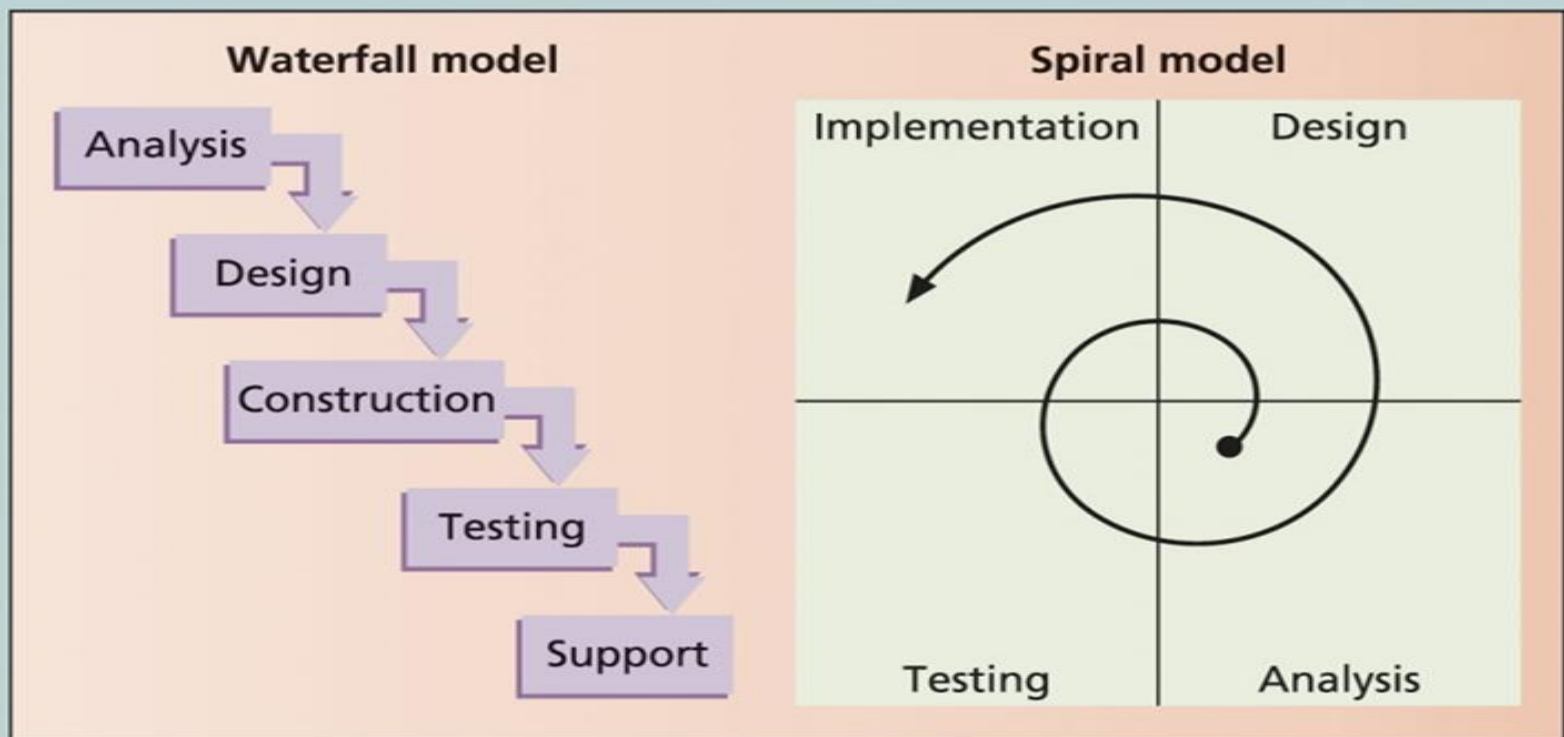 Waterfall model
Analysis
Design
Construction
Testing
Support
Spiral model
Implementation
Design
Testing
Analysis